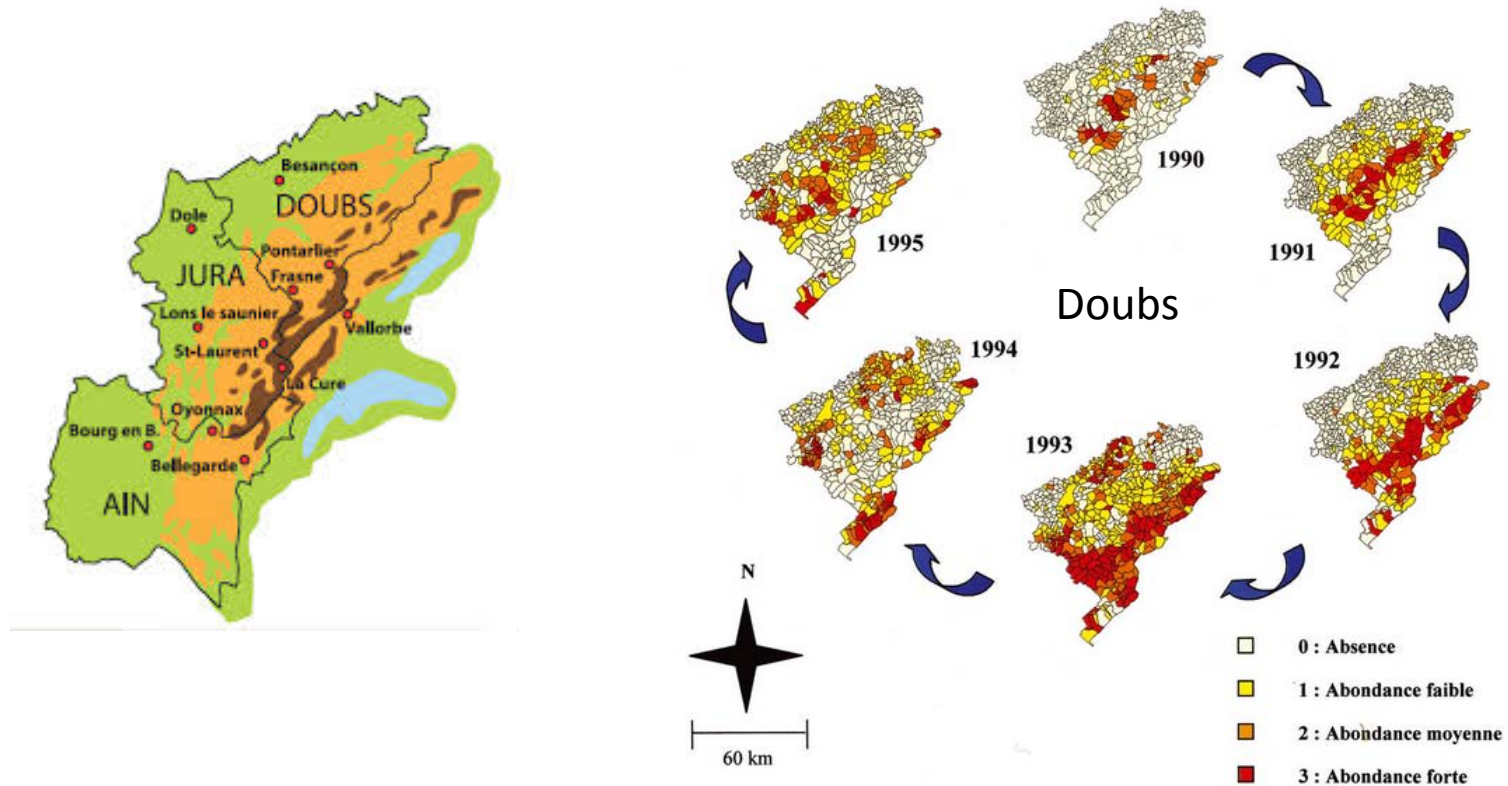 Besançon
DOUBS
Dole
Pontarlier
Frasne
JURA
Lons le saunier
Vallorbe
St-Laurent
La Cure
Oyonnax
Bourg en B.
Bellegarde
AIN
1990
1995
1991
Doubs
1994
1992
1993
N
60 km
0 : Absence
1 : Abondance faible
2 : Abondance moyenne
3 : Abondance forte